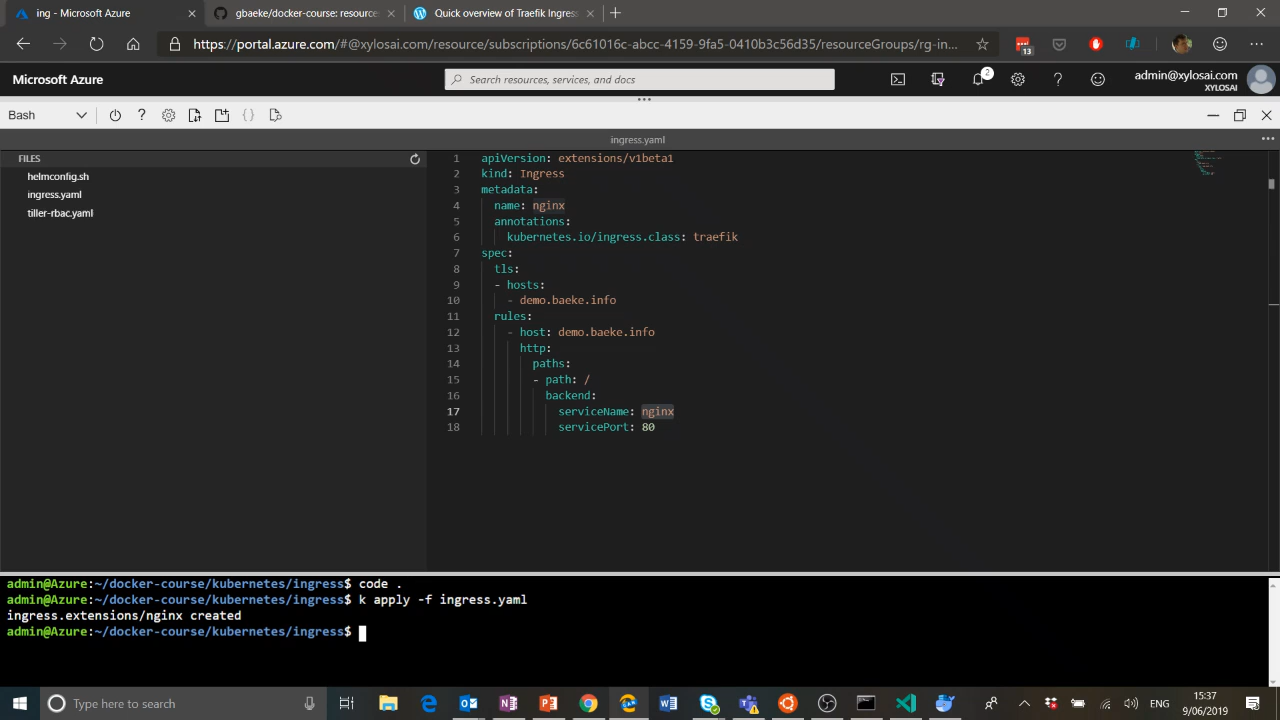 ing - Microsoft Azure
gbaeke/docker-course: resource
Quick overview of Traefik Ingress
https://portal.azure.com/#@xylosai.com/resource/subscriptions/6c61016c-abcc-4159-9fa5-0410b3c56d35/resourceGroups/rg-in...
13
Microsoft Azure
Search resources, services, and docs
2
admin@xylosai.com
XYLOSAI
Bash
ingress.yaml
FILES
helmconfig.sh
ingress.yaml
tiller-rbac.yaml
1 apiVersion: extensions/v1beta1
2 kind: Ingress
3 metadata:
4 name: nginx
5 annotations:
6 kubernetes.io/ingress.class: traefik
7 spec:
8 tls:
9 - hosts:
10 - demo.baeke.info
11 rules:
12 - host: demo.baeke.info
13 http:
14 paths:
15 - path: /
16 backend:
17 serviceName: nginx
18 servicePort: 80
admin@Azure:~/docker-course/kubernetes/ingress$ code .
admin@Azure:~/docker-course/kubernetes/ingress$ k apply -f ingress.yaml
ingress.extensions/nginx created
admin@Azure:~/docker-course/kubernetes/ingress$
Type here to search
ENG
15:37
9/06/2019